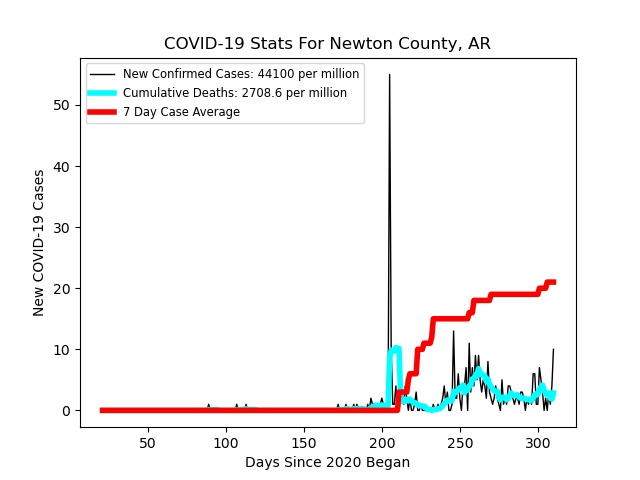 COVID-19 Stats For Newton County, AR
New Confirmed Cases: 44100 per million
Cumulative Deaths: 2708.6 per million
7 Day Case Average
New COVID-19 Cases
50
40
30
20
10
0
50 100 150 200 250 300
Days Since 2020 Began